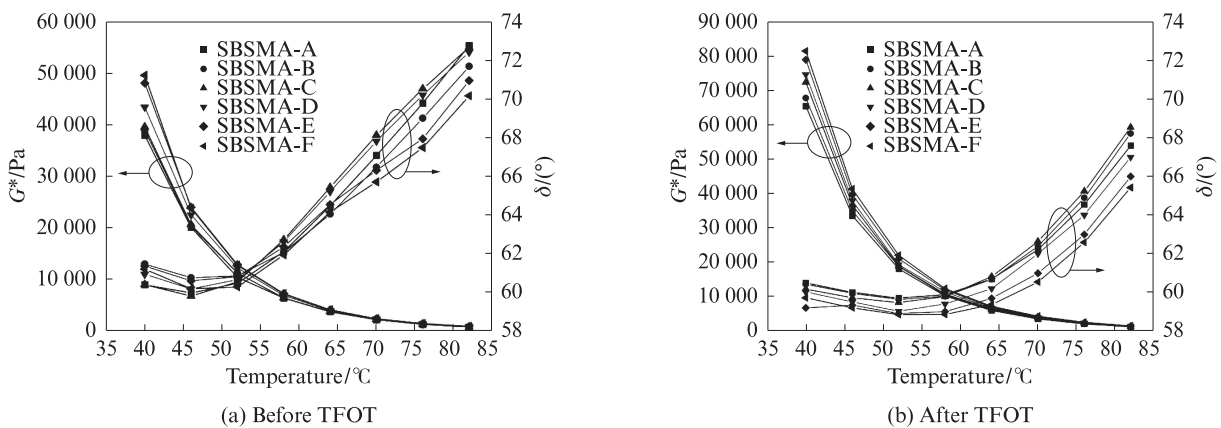 60 000
50 000
40 000
30 000
20 000
10 000
0
G*/Pa
SBSMA-A
SBSMA-B
SBSMA-C
SBSMA-D
SBSMA-E
SBSMA-F
74
72
70
68
66
64
62
60
58
δ/(°)
35 40 45 50 55 60 65 70 75 80 85
Temperature/℃
(a) Before TFOT
90 000
80 000
70 000
60 000
50 000
40 000
30 000
20 000
10 000
0
G*/Pa
SBSMA-A
SBSMA-B
SBSMA-C
SBSMA-D
SBSMA-E
SBSMA-F
74
72
70
68
66
64
62
60
58
δ/(°)
35 40 45 50 55 60 65 70 75 80 85
Temperature/℃
(b) After TFOT